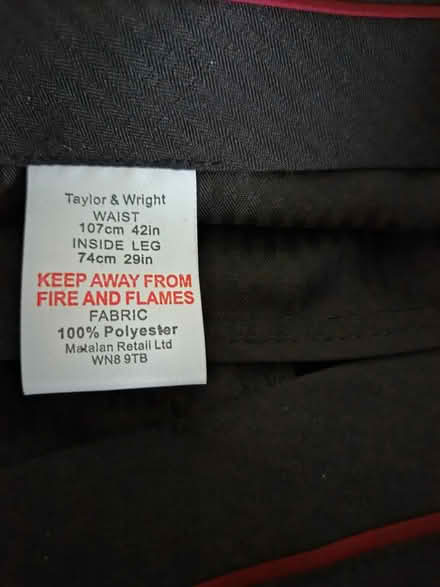 Taylor & Wright
WAIST
107cm 42in
INSIDE LEG
74cm 29in
KEEP AWAY FROM
FIRE AND FLAMES
FABRIC
100% Polyester
Matalan Retail Ltd
WN8 9TB